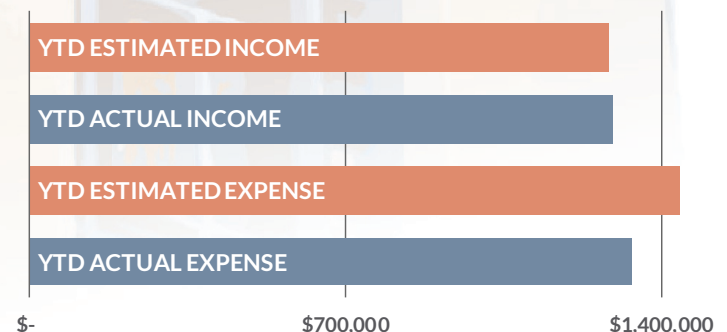 YTD ESTIMATED INCOME
YTD ACTUAL INCOME
YTD ESTIMATED EXPENSE
YTD ACTUAL EXPENSE
$- $700,000 $1,400,000